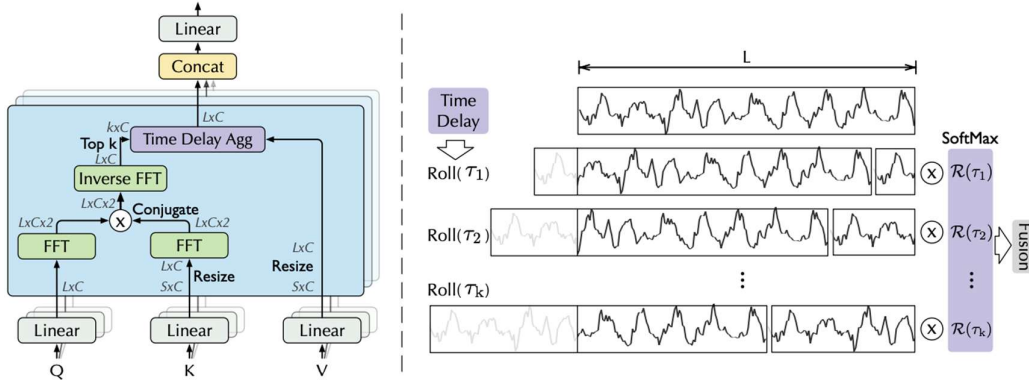 Linear
Concat
LxC
kxC
Top k
Time Delay Agg
LxC
Inverse FFT
LxCx2
Conjugate
LxCx2
LxCx2
X
FFT
FFT
LxC
LxC
Resize
Resize
LxC
SxC
SxC
Linear
Linear
Linear
Q
K
V
L
Time
Delay
SoftMax
Roll(τ₁)
X
R(τ₁)
Roll(τ₂)
X
R(τ₂)
Fusion
⋮
⋮
Roll(τk)
X
R(τk)